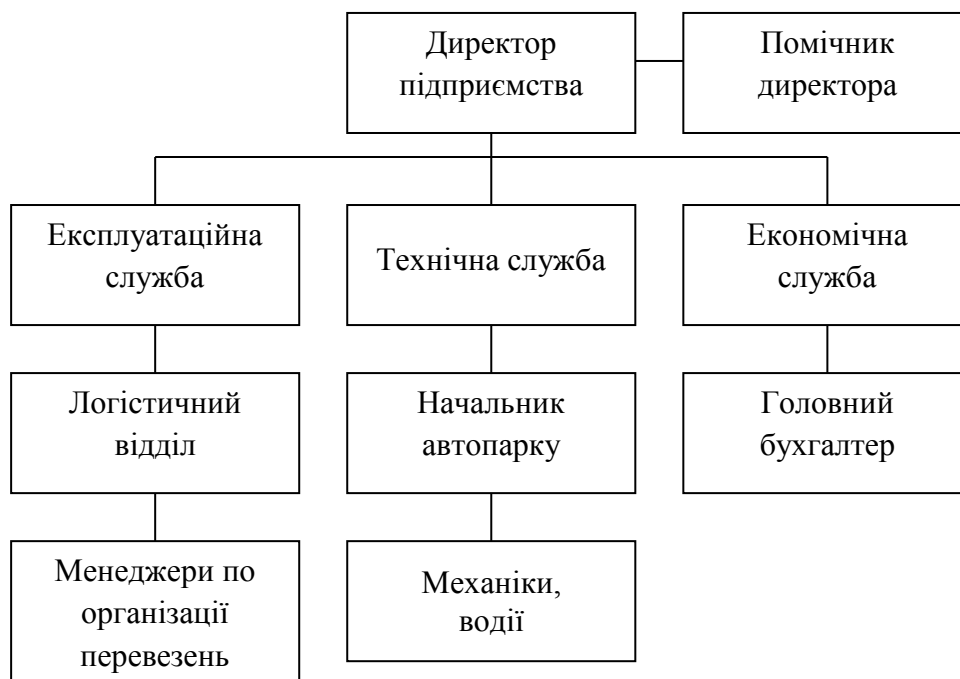 Директор
підприємства
Помічник
директора
Експлуатаційна
служба
Технічна служба
Економічна
служба
Логістичний
відділ
Начальник
автопарку
Головний
бухгалтер
Менеджери по
організації
перевезень
Механіки,
водії